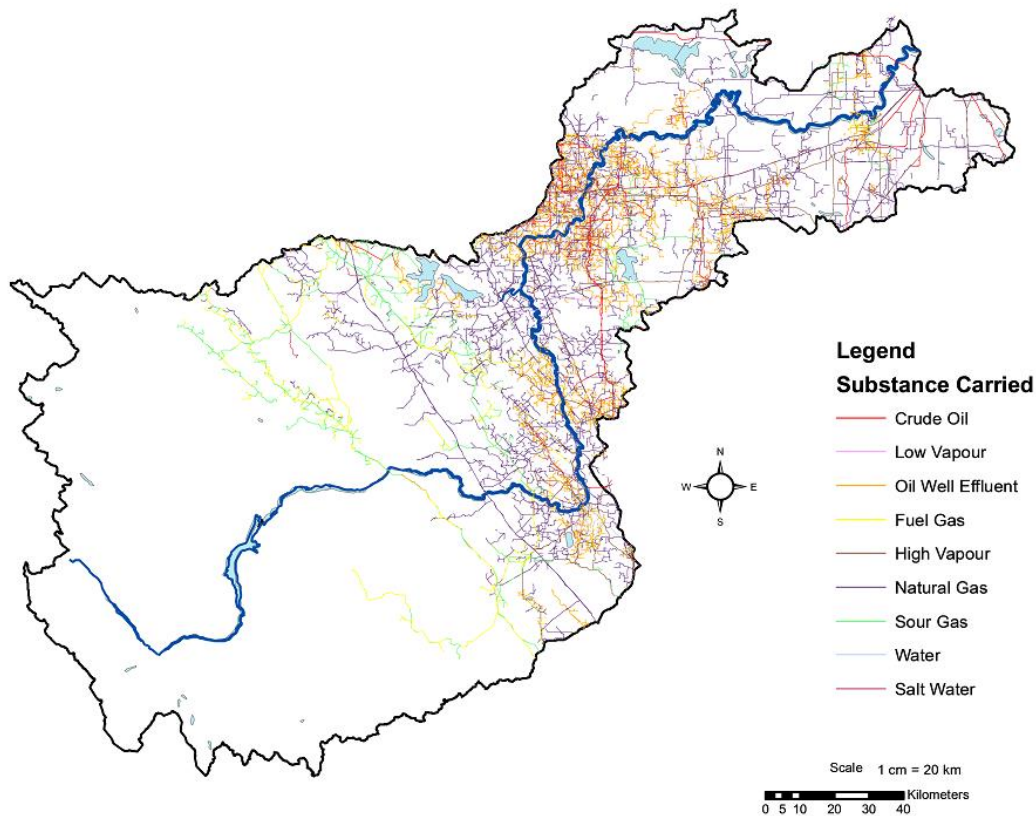 Legend
Substance Carried
Crude Oil
Low Vapour
Oil Well Effluent
Fuel Gas
High Vapour
Natural Gas
Sour Gas
Water
Salt Water
N
W E
S
Scale 1 cm = 20 km
Kilometers
0 5 10 20 30 40